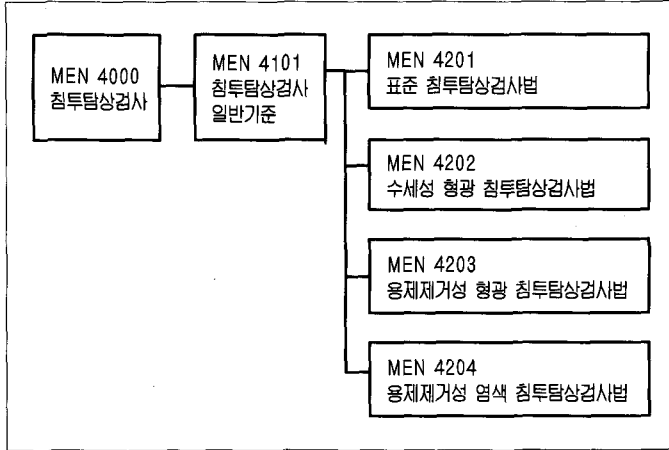 MEN 4000
침투탐상검사
MEN 4101
침투탐상검사
일반기준
MEN 4201
표준 침투탐상검사법
MEN 4202
수세성 형광 침투탐상검사법
MEN 4203
용제제거성 형광 침투탐상검사법
MEN 4204
용제제거성 염색 침투탐상검사법